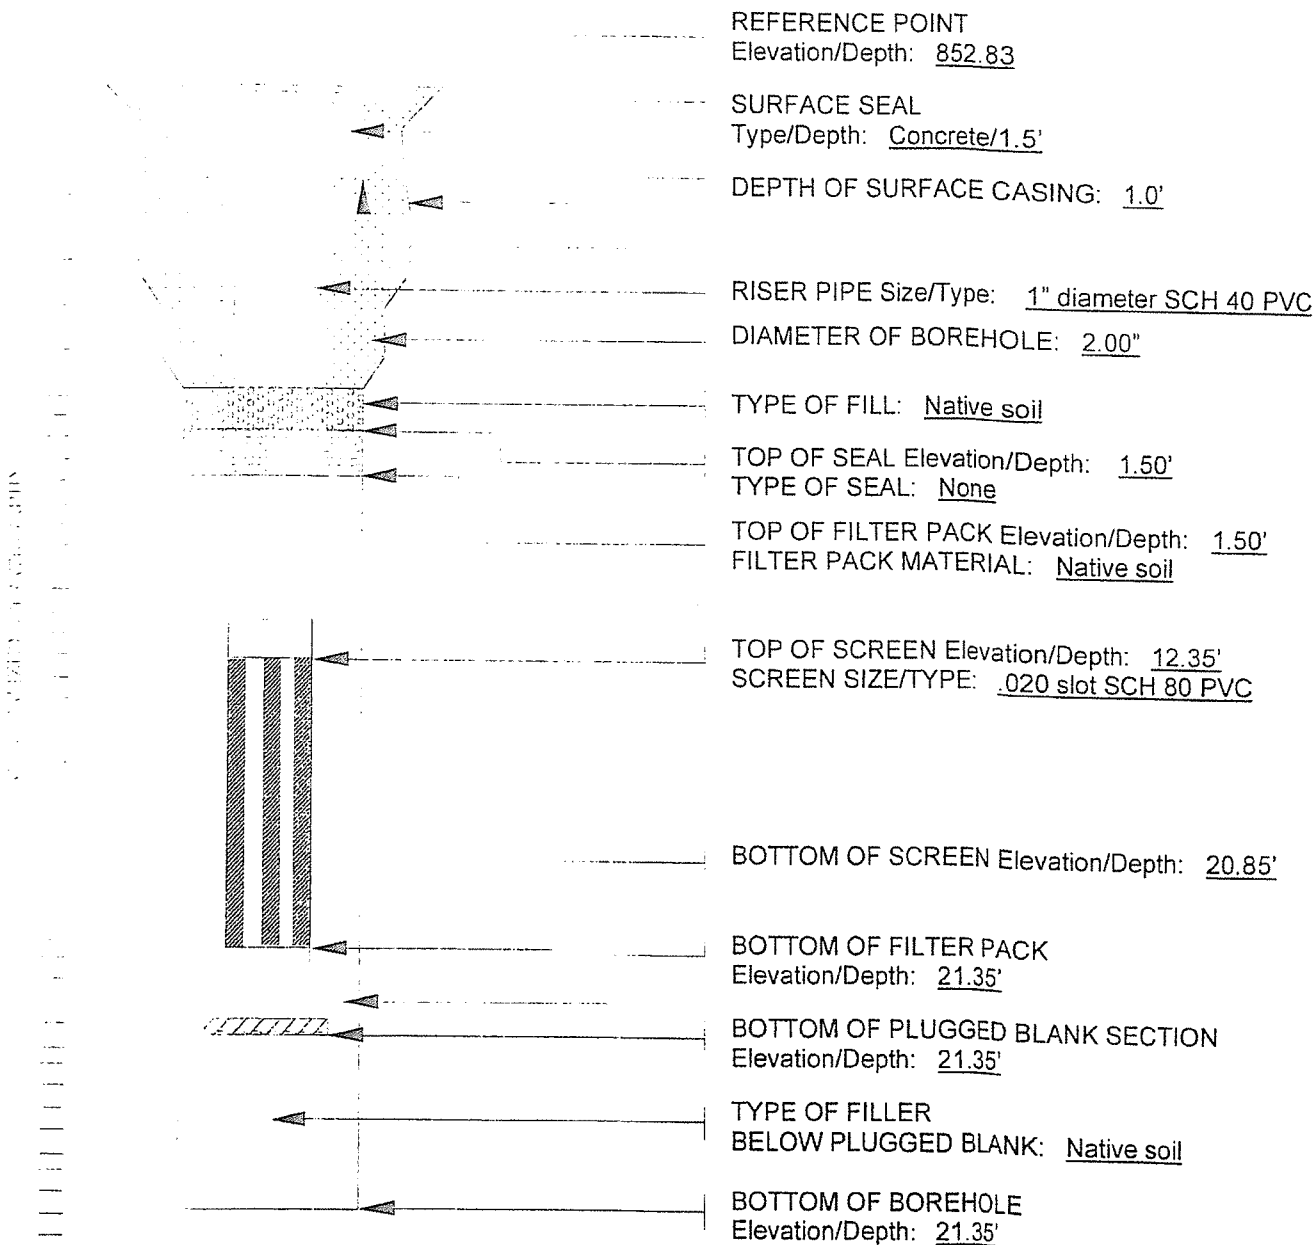 REFERENCE POINT
Elevation/Depth: 852.83
SURFACE SEAL
Type/Depth: Concrete/1.5'
DEPTH OF SURFACE CASING: 1.0'
RISER PIPE Size/Type: 1" diameter SCH 40 PVC
DIAMETER OF BOREHOLE: 2.00"
TYPE OF FILL: Native soil
TOP OF SEAL Elevation/Depth: 1.50'
TYPE OF SEAL: None
TOP OF FILTER PACK Elevation/Depth: 1.50'
FILTER PACK MATERIAL: Native soil
TOP OF SCREEN Elevation/Depth: 12.35'
SCREEN SIZE/TYPE: .020 slot SCH 80 PVC
BOTTOM OF SCREEN Elevation/Depth: 20.85'
BOTTOM OF FILTER PACK
Elevation/Depth: 21.35'
BOTTOM OF PLUGGED BLANK SECTION
Elevation/Depth: 21.35'
TYPE OF FILLER
BELOW PLUGGED BLANK: Native soil
BOTTOM OF BOREHOLE
Elevation/Depth: 21.35'